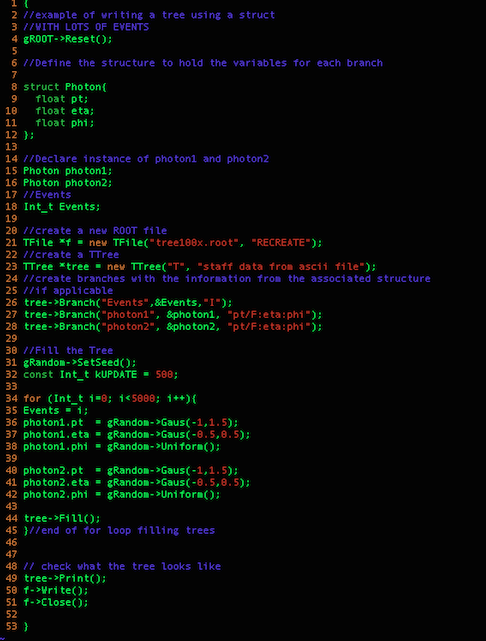 1 {
2 //example of writing a tree using a struct
3 //WITH LOTS OF EVENTS
4 gROOT->Reset();
5
6 //Define the structure to hold the variables for each branch
7
8 struct Photon{
9 float pt;
10 float eta;
11 float phi;
12 };
13
14 //Declare instance of photon1 and photon2
15 Photon photon1;
16 Photon photon2;
17 //Events
18 Int_t Events;
19
20 //create a new ROOT file
21 TFile *f = new TFile("tree100x.root", "RECREATE");
22 //create a TTree
23 TTree *tree = new TTree("T", "staff data from ascii file");
24 //create branches with the information from the associated structure
25 //if applicable
26 tree->Branch("Events",&Events,"I");
27 tree->Branch("photon1", &photon1, "pt/F:eta:phi");
28 tree->Branch("photon2", &photon2, "pt/F:eta:phi");
29
30 //Fill the Tree
31 gRandom->SetSeed();
32 const Int_t kUPDATE = 500;
33
34 for (Int_t i=0; i<5000; i++){
35 Events = i;
36 photon1.pt = gRandom->Gaus(-1,1.5);
37 photon1.eta = gRandom->Gaus(-0.5,0.5);
38 photon1.phi = gRandom->Uniform();
39
40 photon2.pt = gRandom->Gaus(-1,1.5);
41 photon2.eta = gRandom->Gaus(-0.5,0.5);
42 photon2.phi = gRandom->Uniform();
43
44 tree->Fill();
45 }//end of for loop filling trees
46
47
48 // check what the tree looks like
49 tree->Print();
50 f->Write();
51 f->Close();
52
53 }
~